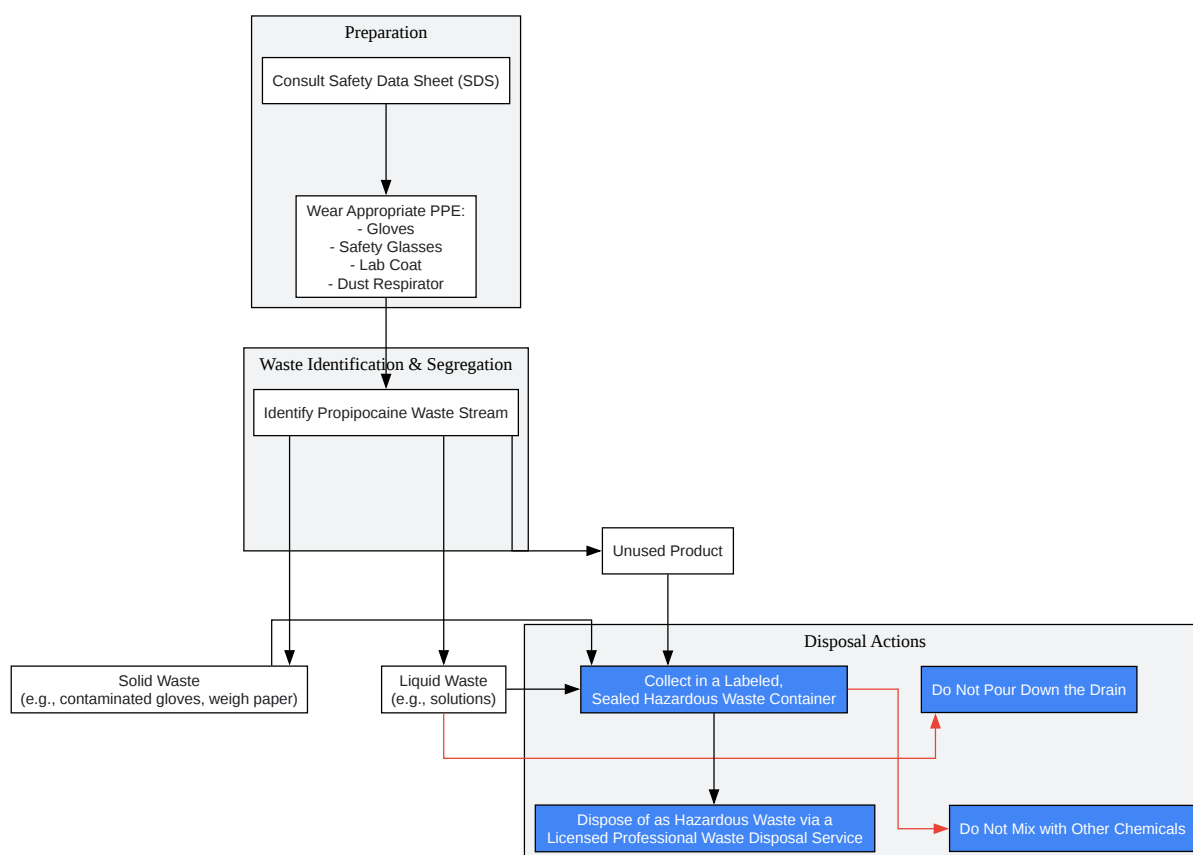 Preparation
Consult Safety Data Sheet (SDS)
Wear Appropriate PPE:
- Gloves
- Safety Glasses
- Lab Coat
- Dust Respirator
Waste Identification & Segregation
Identify Propipocaine Waste Stream
Unused Product
Disposal Actions
Solid Waste
(e.g., contaminated gloves, weigh paper)
Liquid Waste
(e.g., solutions)
Collect in a Labeled,
Sealed Hazardous Waste Container
Do Not Pour Down the Drain
Dispose of as Hazardous Waste via a
Licensed Professional Waste Disposal Service
Do Not Mix with Other Chemicals